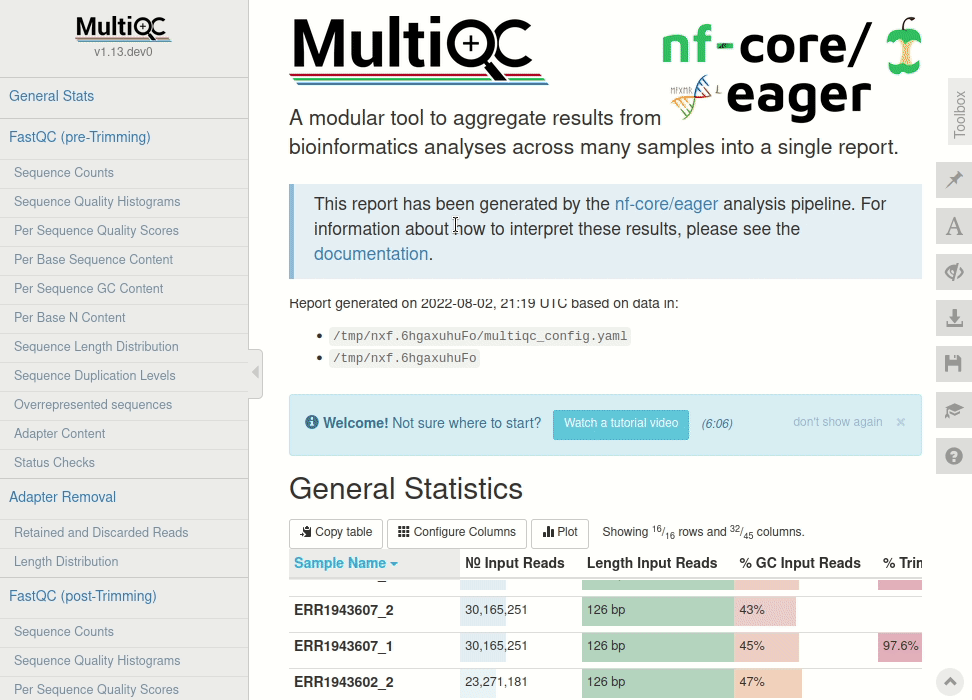 MultiQC
v1.13.dev0
General Stats
FastQC (pre-Trimming)
Sequence Counts
Sequence Quality Histograms
Per Sequence Quality Scores
Per Base Sequence Content
Per Sequence GC Content
Per Base N Content
Sequence Length Distribution
Sequence Duplication Levels
Overrepresented sequences
Adapter Content
Status Checks
Adapter Removal
Retained and Discarded Reads
Length Distribution
FastQC (post-Trimming)
Sequence Counts
Sequence Quality Histograms
Per Sequence Quality Scores
MultiQC
nf-core/
eager
A modular tool to aggregate results from
bioinformatics analyses across many samples into a single report.
This report has been generated by the nf-core/eager analysis pipeline. For
information about how to interpret these results, please see the
documentation.
Report generated on 2022-08-02, 21:19 UTC based on data in:
• /tmp/nxf.6hgaxuhuFo/multiqc_config.yaml
• /tmp/nxf.6hgaxuhuFo
Welcome! Not sure where to start? Watch a tutorial video (6:06) don't show again ×
General Statistics
Copy table Configure Columns Plot Showing 16/16 rows and 32/45 columns.
Sample Name Nº Input Reads Length Input Reads % GC Input Reads % Trim
ERR1943607_2 30,165,251 126 bp 43%
ERR1943607_1 30,165,251 126 bp 45% 97.6%
ERR1943602_2 23,271,181 126 bp 47%
Toolbox
A